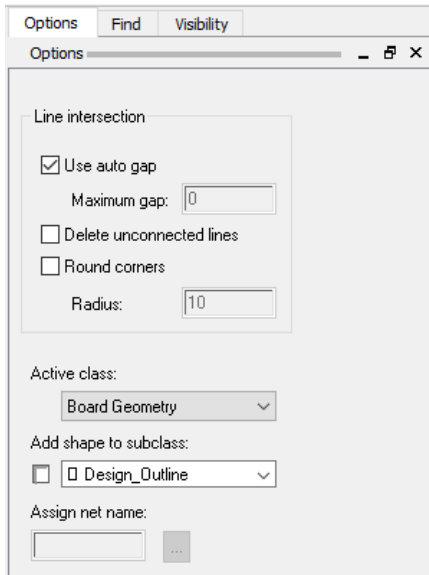 Options Find Visibility
Options
Line intersection
Use auto gap
Maximum gap: 0
Delete unconnected lines
Round corners
Radius: 10
Active class:
Board Geometry
Add shape to subclass:
Design_Outline
Assign net name:
...